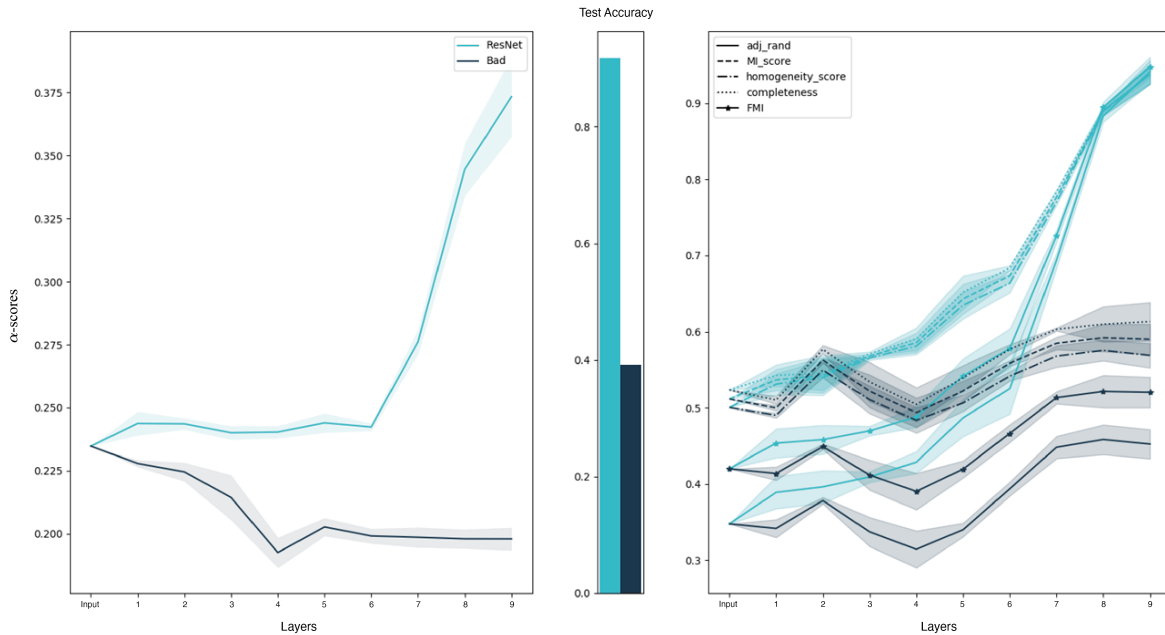 Test Accuracy
ResNet
Bad
0.375
0.350
0.325
0.300
0.275
0.250
0.225
0.200
α-scores
Input 1 2 3 4 5 6 7 8 9
Layers
0.8
0.6
0.4
0.2
0.0
adj_rand
MI_score
homogeneity_score
completeness
FMI
0.9
0.8
0.7
0.6
0.5
0.4
0.3
Input 1 2 3 4 5 6 7 8 9
Layers